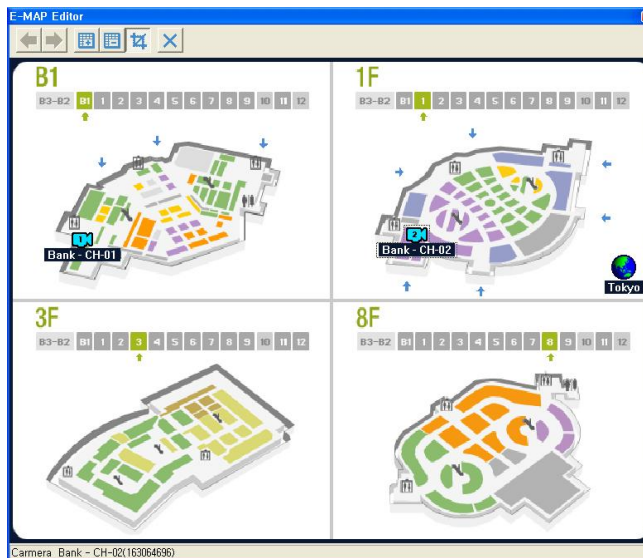 E-MAP Editor
B1
B3-B2 B1 1 2 3 4 5 6 7 8 9 10 11 12
1F
B3-B2 B1 1 2 3 4 5 6 7 8 9 10 11 12
1
Bank - CH-01
2
Bank - CH-02
Tokyo
3F
B3-B2 B1 1 2 3 4 5 6 7 8 9 10 11 12
8F
B3-B2 B1 1 2 3 4 5 6 7 8 9 10 11 12
Carmera Bank - CH-02(163064696)